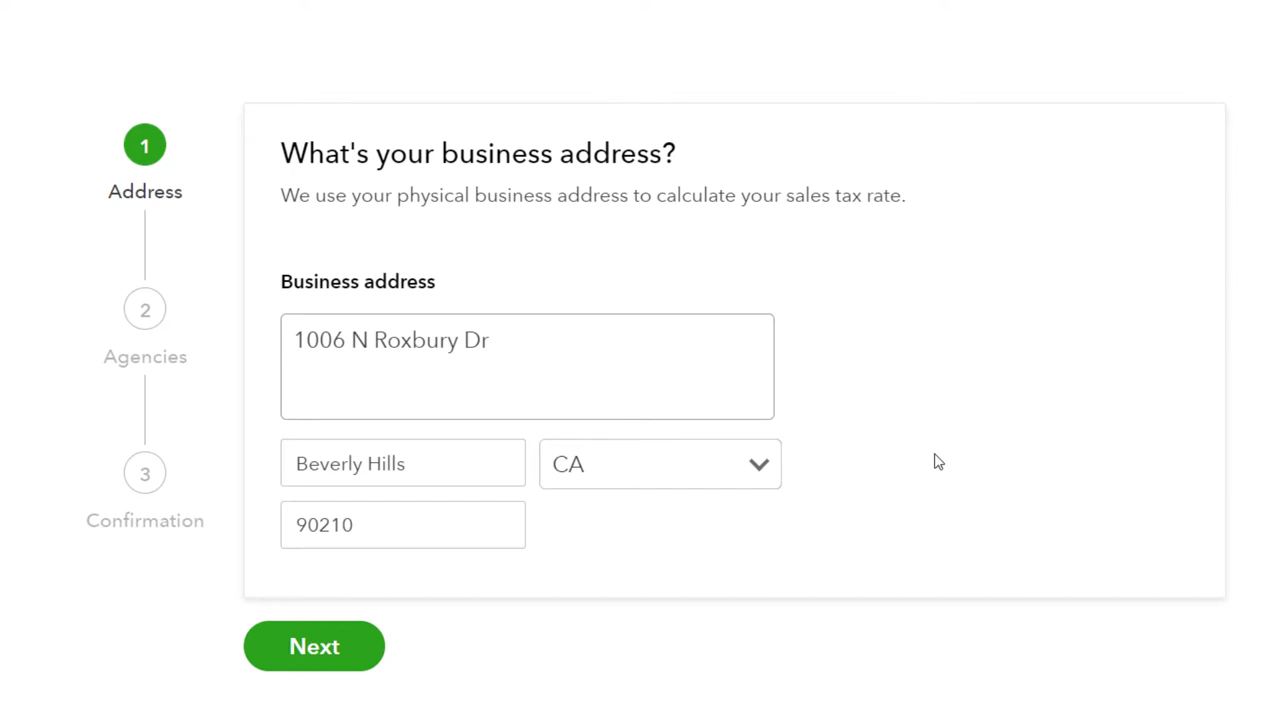 1
Address
2
Agencies
3
Confirmation
What's your business address?
We use your physical business address to calculate your sales tax rate.
Business address
1006 N Roxbury Dr
Beverly Hills
CA
90210
Next